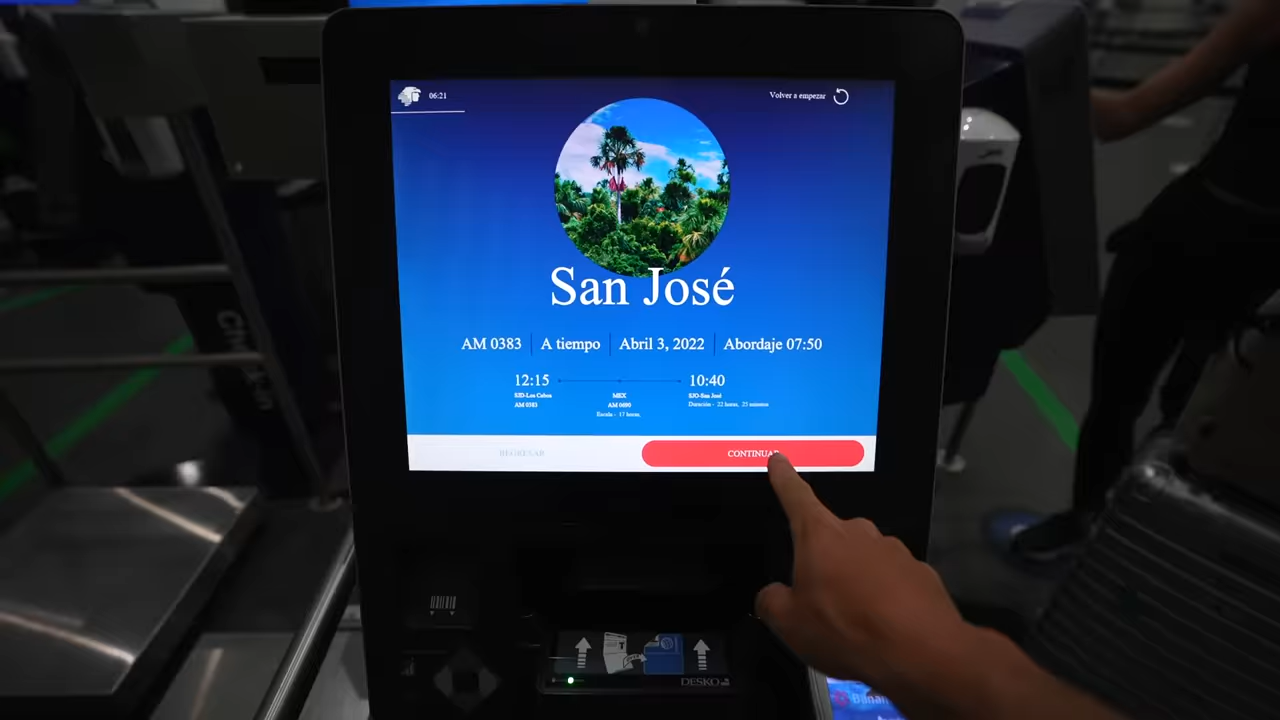 06:21
Volver a empezar
San José
AM 0383 A tiempo Abril 3, 2022 Abordaje 07:50
12:15 10:40
SJD-Los Cabos MEX SJO-San José
AM 0383 AM 0690 Duración - 22 horas, 25 minutos
Escala - 17 horas,
REGRESAR CONTINUAR
DESKO